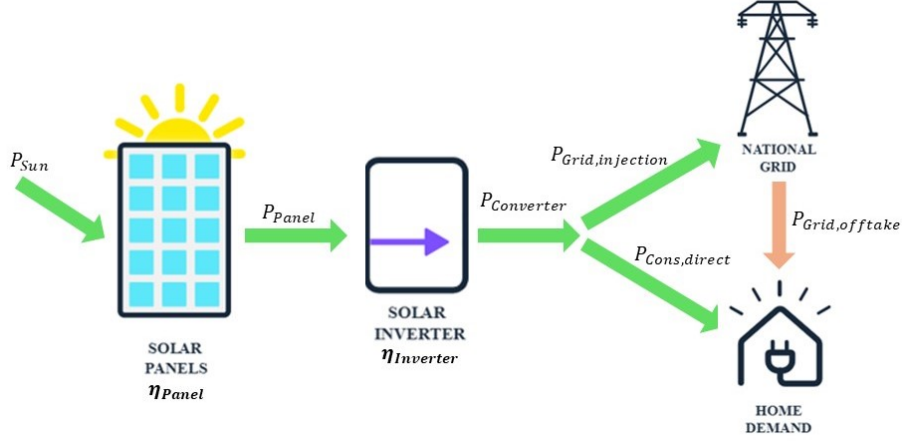 P_Sun
P_Panel
P_Converter
P_Grid,injection
P_Cons,direct
P_Grid,offtake
NATIONAL
GRID
SOLAR
PANELS
η_Panel
SOLAR
INVERTER
η_Inverter
HOME
DEMAND